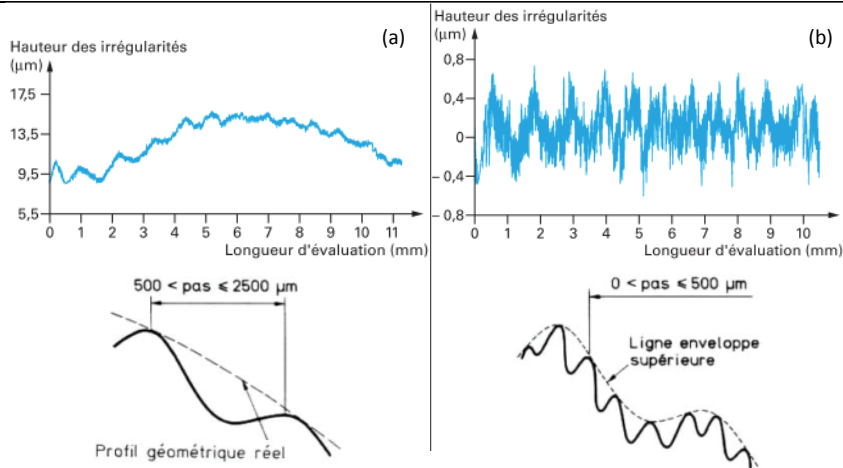 Hauteur des irrégularités
(µm)
(a)
17,5
13,5
9,5
5,5
0 1 2 3 4 5 6 7 8 9 10 11
Longueur d'évaluation (mm)
500 < pas ⩽ 2500 µm
Profil géométrique réel
Hauteur des irrégularités
(µm)
(b)
0,8
0,4
0
– 0,4
– 0,8
0 1 2 3 4 5 6 7 8 9 10
Longueur d'évaluation (mm)
0 < pas ⩽ 500 µm
Ligne enveloppe
supérieure